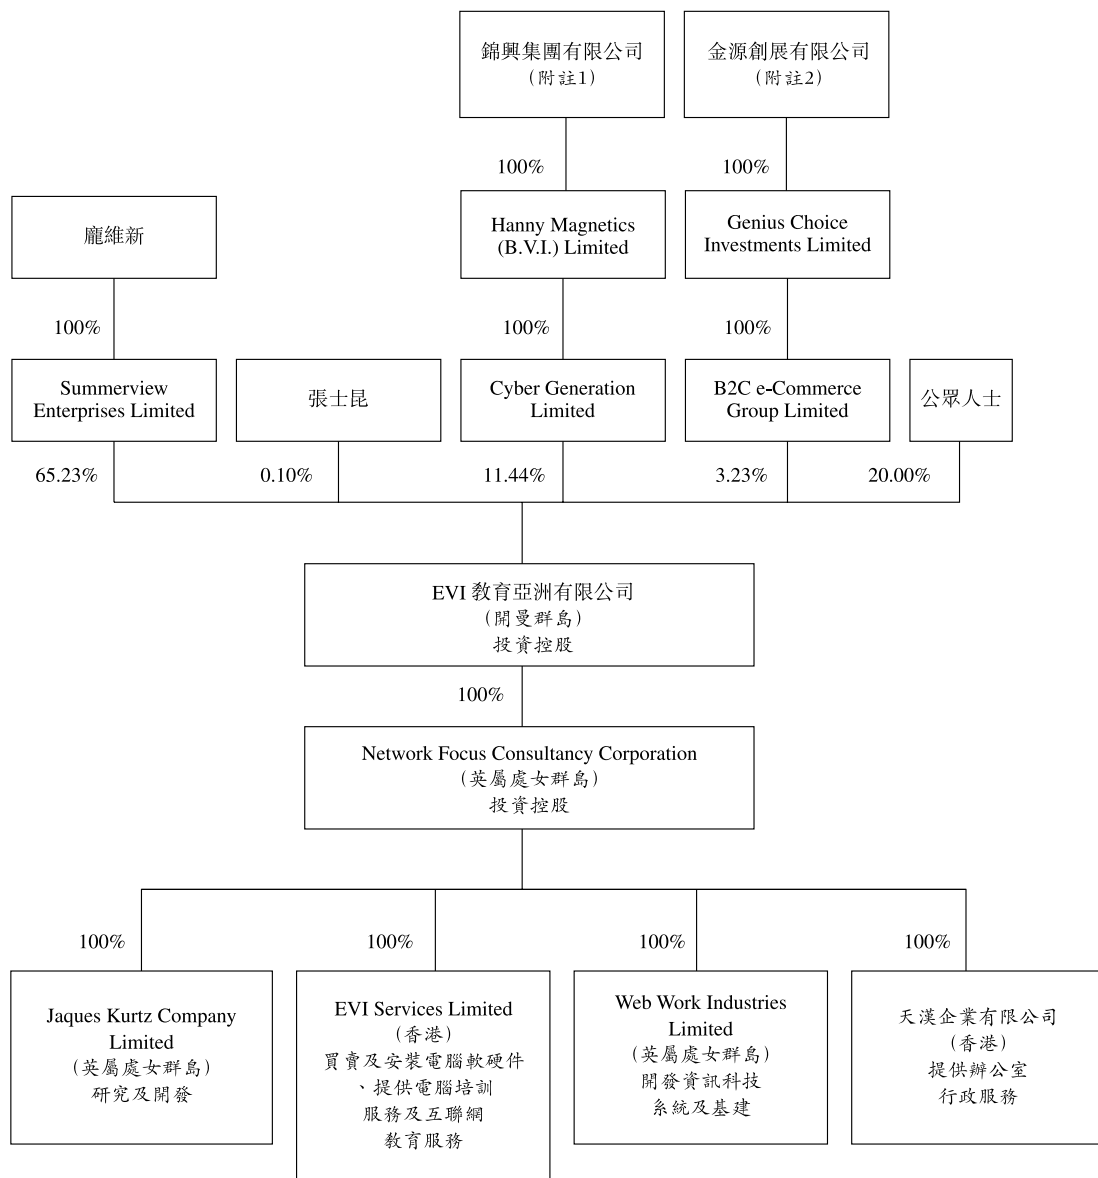 錦興集團有限公司
（附註1）
金源創展有限公司
（附註2）
100%
100%
龐維新
Hanny Magnetics
(B.V.I.) Limited
Genius Choice
Investments Limited
100%
100%
100%
Summerview
Enterprises Limited
張士昆
Cyber Generation
Limited
B2C e-Commerce
Group Limited
公眾人士
65.23%
0.10%
11.44%
3.23%
20.00%
EVI 教育亞洲有限公司
（開曼群島）
投資控股
100%
Network Focus Consultancy Corporation
（英屬處女群島）
投資控股
100%
100%
100%
100%
Jaques Kurtz Company
Limited
（英屬處女群島）
研究及開發
EVI Services Limited
（香港）
買賣及安裝電腦軟硬件
、提供電腦培訓
服務及互聯網
教育服務
Web Work Industries
Limited
（英屬處女群島）
開發資訊科技
系統及基建
天漢企業有限公司
（香港）
提供辦公室
行政服務